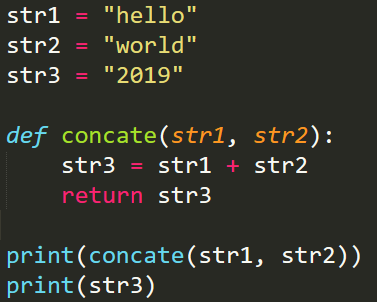 str1 = "hello"
str2 = "world"
str3 = "2019"
def concate(str1, str2):
    str3 = str1 + str2
    return str3
print(concate(str1, str2))
print(str3)